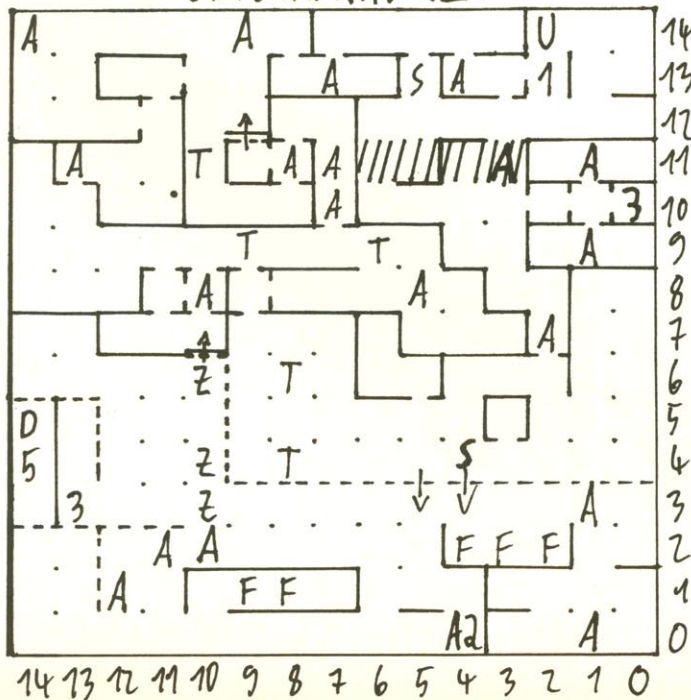 A A U 14
A S A 1 13
12
A T A A A A 11
A 3 10
T T A 9
A A 8
A 7
Z T 6
D 5
5 Z T S 4
3 Z A 3
A A F F F 2
A F F 1
A2 A 0
14 13 12 11 10 9 8 7 6 5 4 3 2 1 0